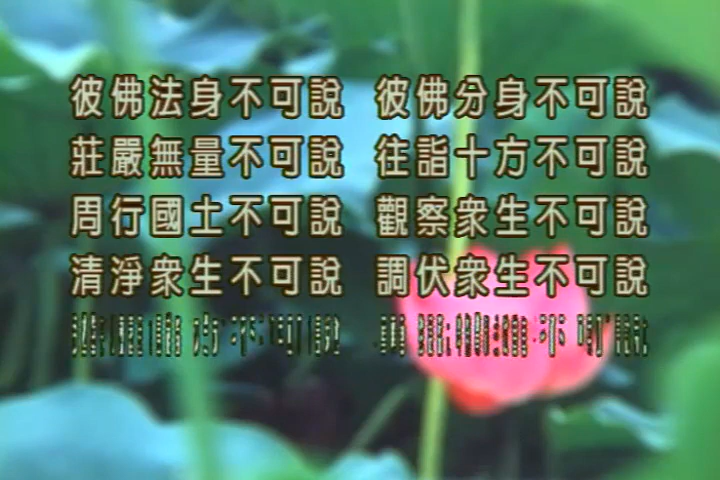 彼佛法身不可說 彼佛分身不可說
莊嚴無量不可說 往詣十方不可說
周行國土不可說 觀察衆生不可說
清淨衆生不可說 調伏衆生不可說